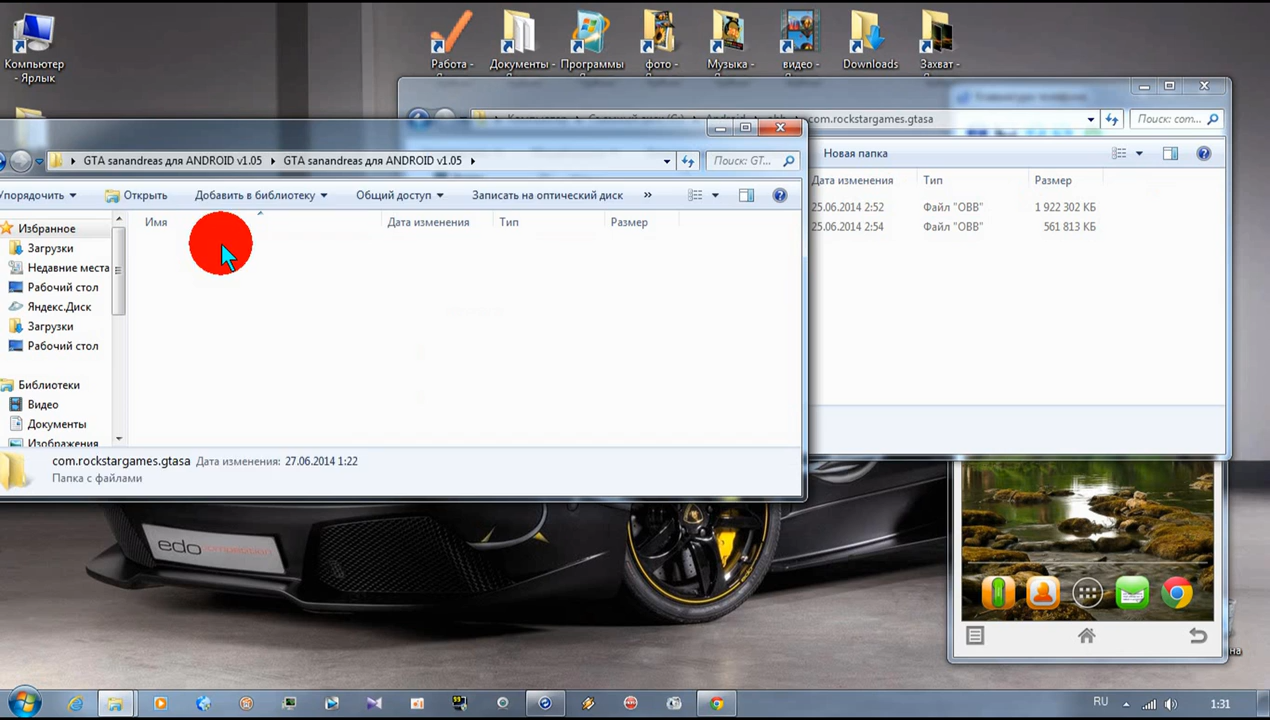 Компьютер
- Ярлык
Работа -
Документы -
Программы
фото -
Музыка -
видео -
Downloads
Захват -
com.rockstargames.gtasa
Поиск: com...
GTA sanandreas для ANDROID v1.05
GTA sanandreas для ANDROID v1.05
Поиск: GT...
Новая папка
Упорядочить
Открыть
Добавить в библиотеку
Общий доступ
Записать на оптический диск
»
Дата изменения
Тип
Размер
25.06.2014 2:52
Файл "OBB"
1 922 302 КБ
25.06.2014 2:54
Файл "OBB"
561 813 КБ
Имя
Дата изменения
Тип
Размер
Избранное
Загрузки
Недавние места
Рабочий стол
Яндекс.Диск
Загрузки
Рабочий стол
Библиотеки
Видео
Документы
Изображения
com.rockstargames.gtasa Дата изменения: 27.06.2014 1:22
Папка с файлами
edo competition
RU
1:31